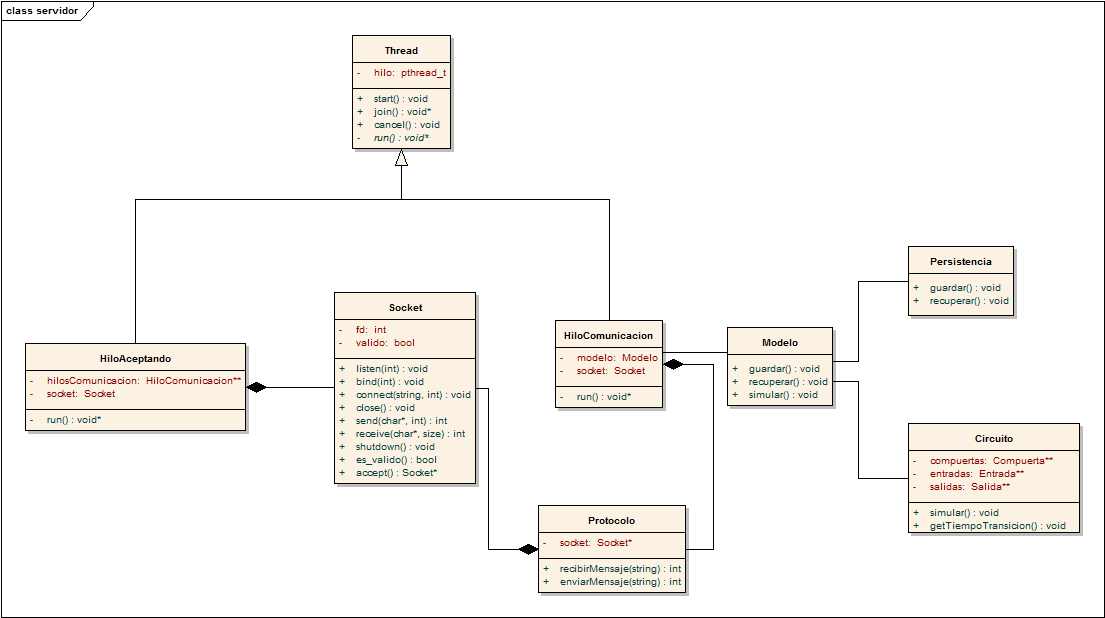 class servidor
Thread
- hilo: pthread_t
+ start() : void
+ join() : void*
+ cancel() : void
- run() : void*
Persistencia
+ guardar() : void
+ recuperar() : void
Socket
- fd: int
- valido: bool
+ listen(int) : void
+ bind(int) : void
+ connect(string, int) : void
+ close() : void
+ send(char*, int) : int
+ receive(char*, size) : int
+ shutdown() : void
+ es_valido() : bool
+ accept() : Socket*
HiloComunicacion
- modelo: Modelo
- socket: Socket
- run() : void*
Modelo
+ guardar() : void
+ recuperar() : void
+ simular() : void
HiloAceptando
- hilosComunicacion: HiloComunicacion**
- socket: Socket
- run() : void*
Circuito
- compuertas: Compuerta**
- entradas: Entrada**
- salidas: Salida**
+ simular() : void
+ getTiempoTransicion() : void
Protocolo
- socket: Socket*
+ recibirMensaje(string) : int
+ enviarMensaje(string) : int